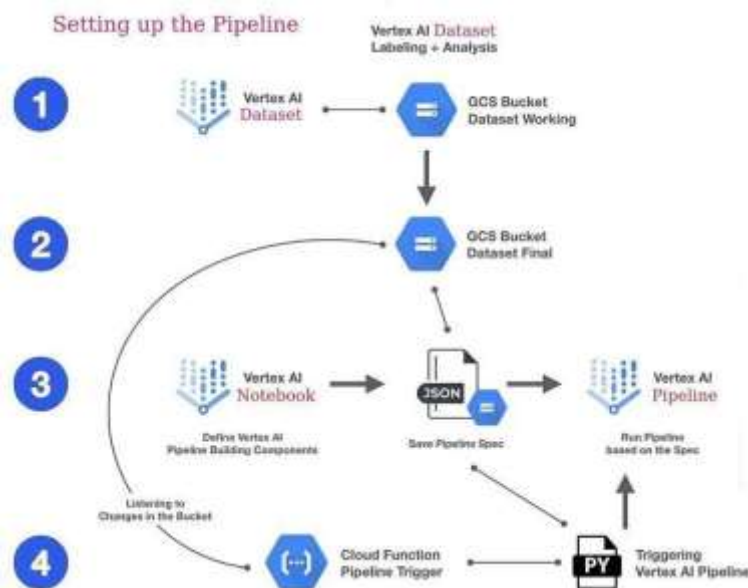 Setting up the Pipeline
Vertex AI Dataset
Labeling + Analysis
1
Vertex AI
Dataset
GCS Bucket
Dataset Working
2
GCS Bucket
Dataset Final
3
Vertex AI
Notebook
JSON
Vertex AI
Pipeline
Define Vertex AI
Pipeline Building Components
Save Pipeline Spec
Run Pipeline
based on the Spec
Listening to
Changes in the Bucket
4
Cloud Function
Pipeline Trigger
PY
Triggering
Vertex AI Pipeline